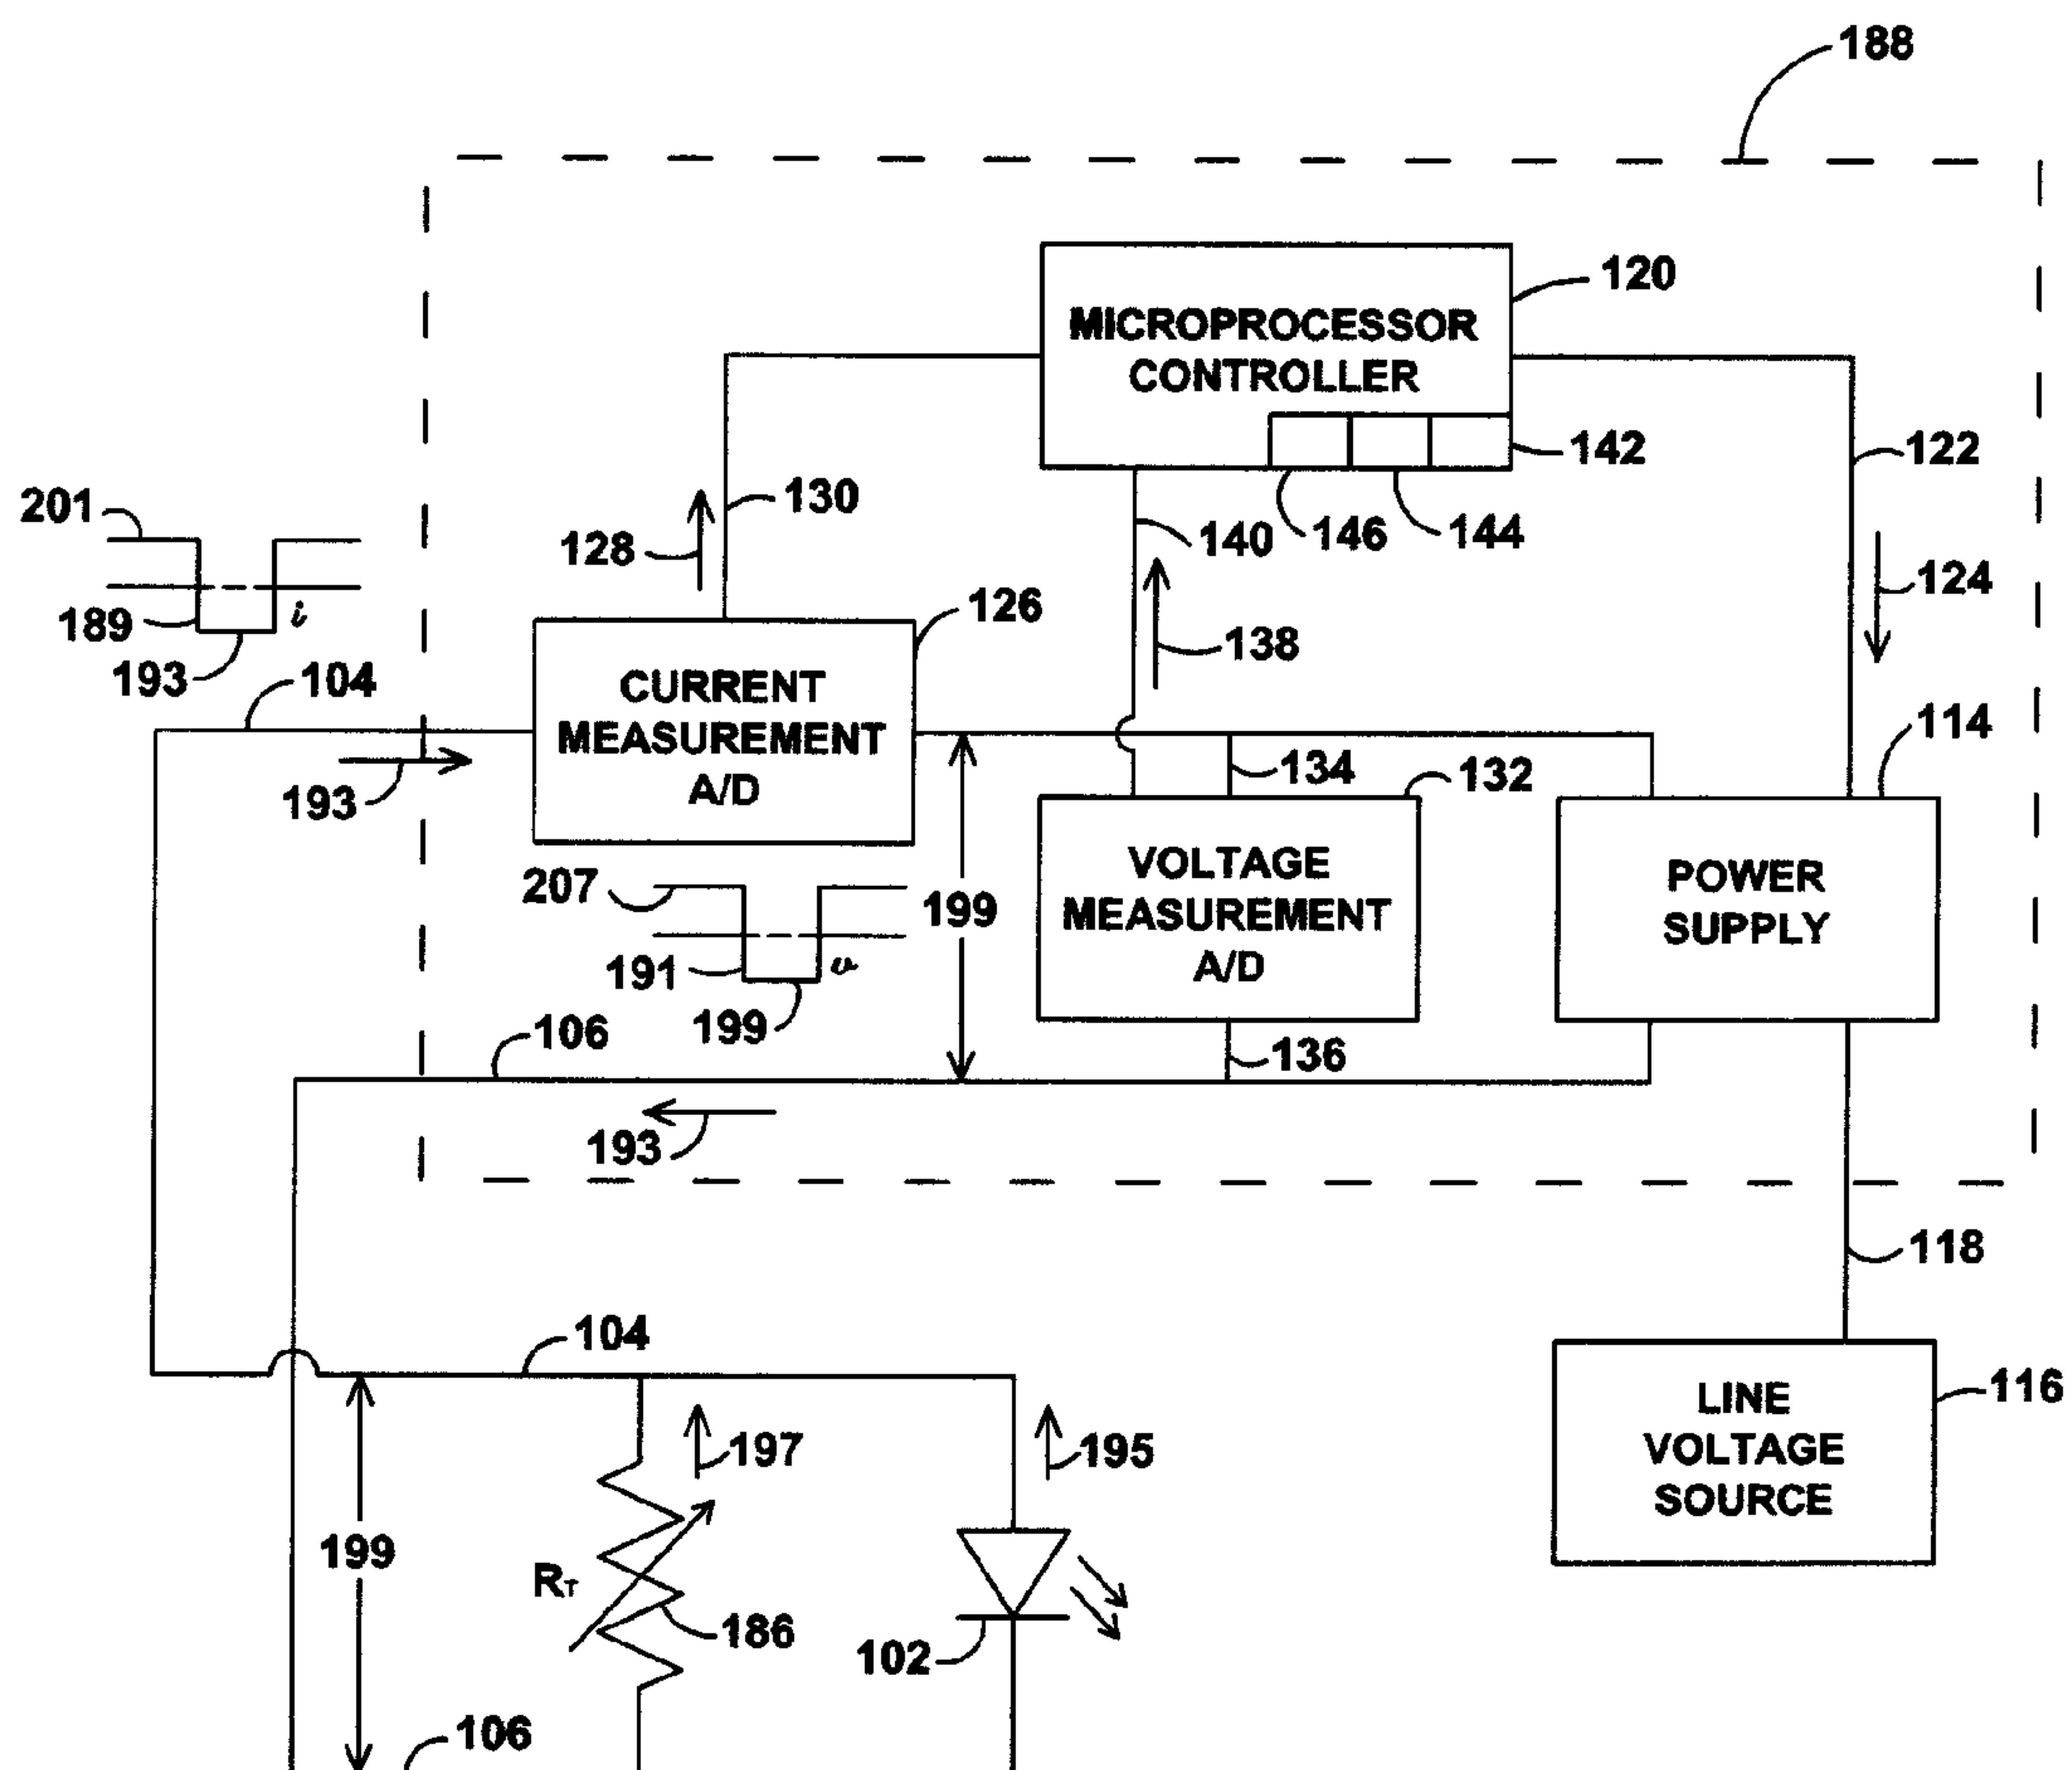 188
120
MICROPROCESSOR
CONTROLLER
142
122
201
130
128
140
146
144
124
189
i
126
138
193
104
CURRENT
MEASUREMENT
A/D
134
132
114
193
207
199
VOLTAGE
MEASUREMENT
A/D
POWER
SUPPLY
191
v
199
106
136
193
118
104
116
LINE
VOLTAGE
SOURCE
197
195
199
RT
186
102
106